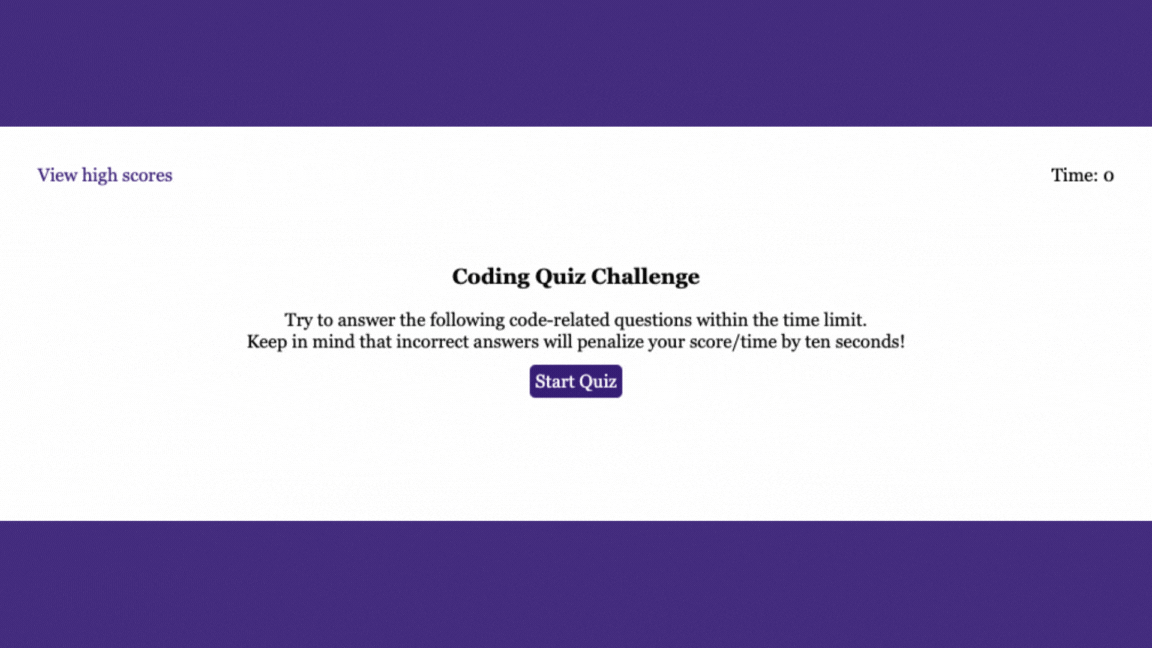 View high scores
Time: 0
Coding Quiz Challenge
Try to answer the following code-related questions within the time limit.
Keep in mind that incorrect answers will penalize your score/time by ten seconds!
Start Quiz